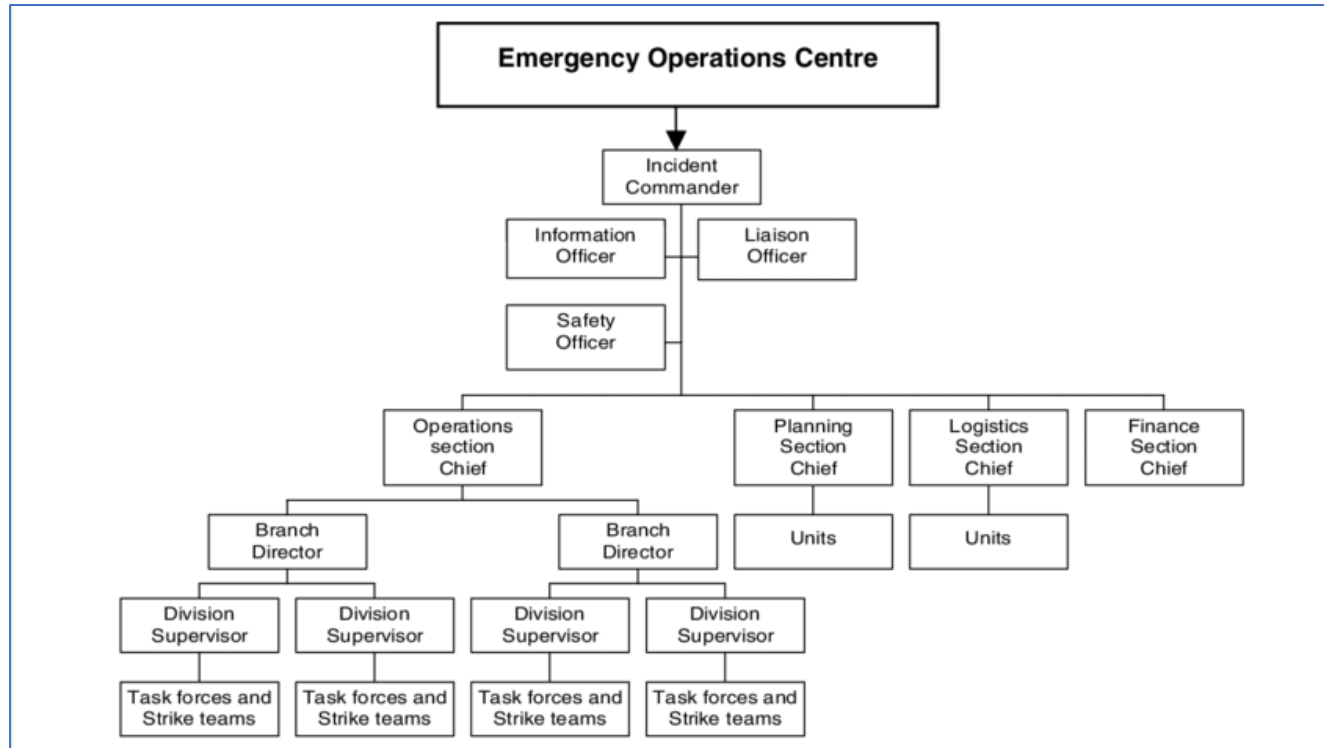 Emergency Operations Centre
Incident
Commander
Information
Officer
Liaison
Officer
Safety
Officer
Operations
section
Chief
Planning
Section
Chief
Logistics
Section
Chief
Finance
Section
Chief
Branch
Director
Branch
Director
Units
Units
Division
Supervisor
Division
Supervisor
Division
Supervisor
Division
Supervisor
Task forces and
Strike teams
Task forces and
Strike teams
Task forces and
Strike teams
Task forces and
Strike teams